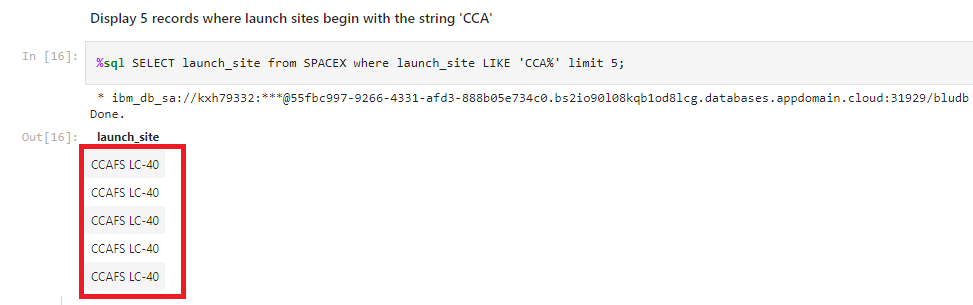 Display 5 records where launch sites begin with the string 'CCA'
In [16]: %sql SELECT launch_site from SPACEX where launch_site LIKE 'CCA%' limit 5;
* ibm_db_sa://kxh79332:***@55fbc997-9266-4331-afd3-888b05e734c0.bs2io90l08kqb1od8lcg.databases.appdomain.cloud:31929/bludb
Done.
Out[16]: launch_site
CCAFS LC-40
CCAFS LC-40
CCAFS LC-40
CCAFS LC-40
CCAFS LC-40